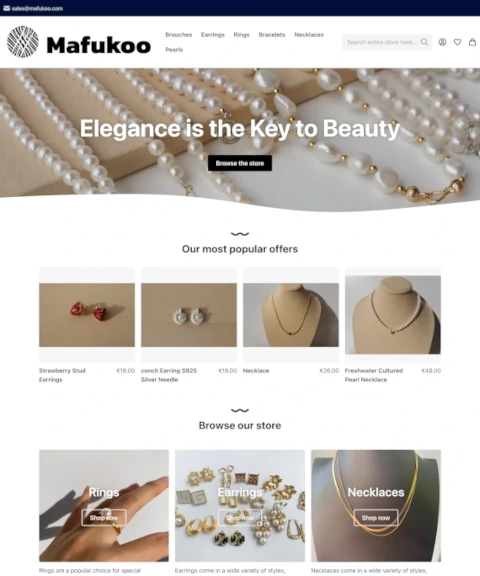 sales@mafukoo.com
Mafukoo
Brooches Earrings Rings Bracelets Necklaces
Pearls
Search entire store here...
Elegance is the Key to Beauty
Browse the store
Our most popular offers
Strawberry Stud
Earrings
€18.00
conch Earring S925
Silver Needle
€18.00
Necklace
€26.00
Freshwater Cultured
Pearl Necklace
€48.00
Browse our store
Rings
Shop now
Earrings
Shop now
Necklaces
Shop now
Rings are a popular choice for special
Earrings come in a wide variety of styles,
Necklaces come in a wide variety of styles,